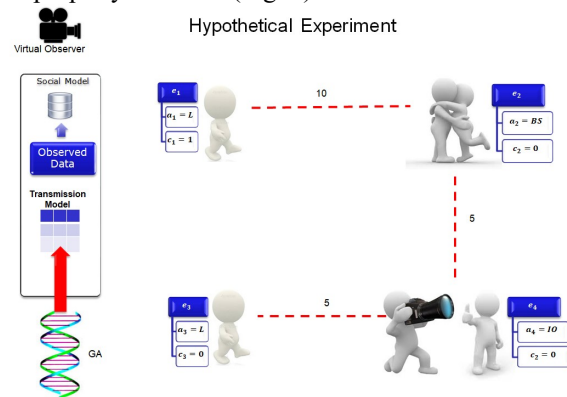 Hypothetical Experiment
Virtual Observer
Social Model
Observed
Data
Transmission
Model
GA
e₁
a₁ = L
c₁ = 1
10
e₂
a₂ = BS
c₂ = 0
5
e₃
a₃ = L
c₃ = 0
5
e₄
a₄ = IO
c₂ = 0